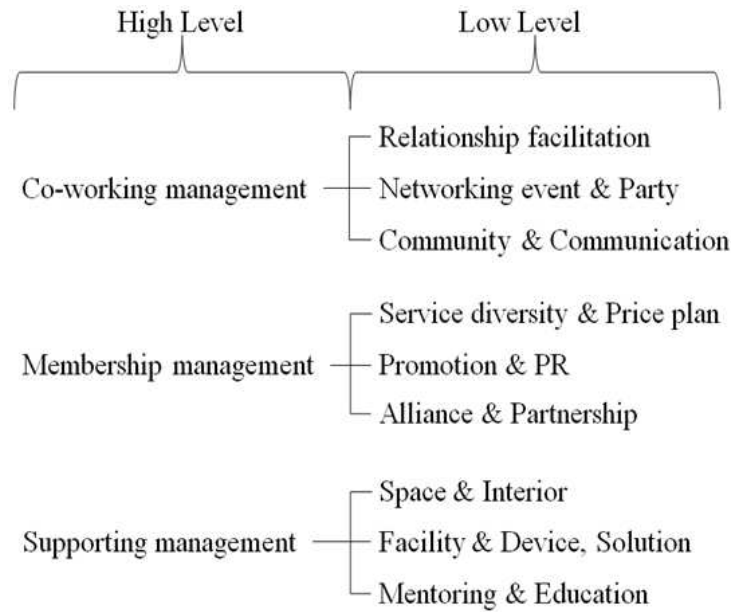 High Level
Low Level
Relationship facilitation
Co-working management
Networking event & Party
Community & Communication
Service diversity & Price plan
Membership management
Promotion & PR
Alliance & Partnership
Space & Interior
Supporting management
Facility & Device, Solution
Mentoring & Education